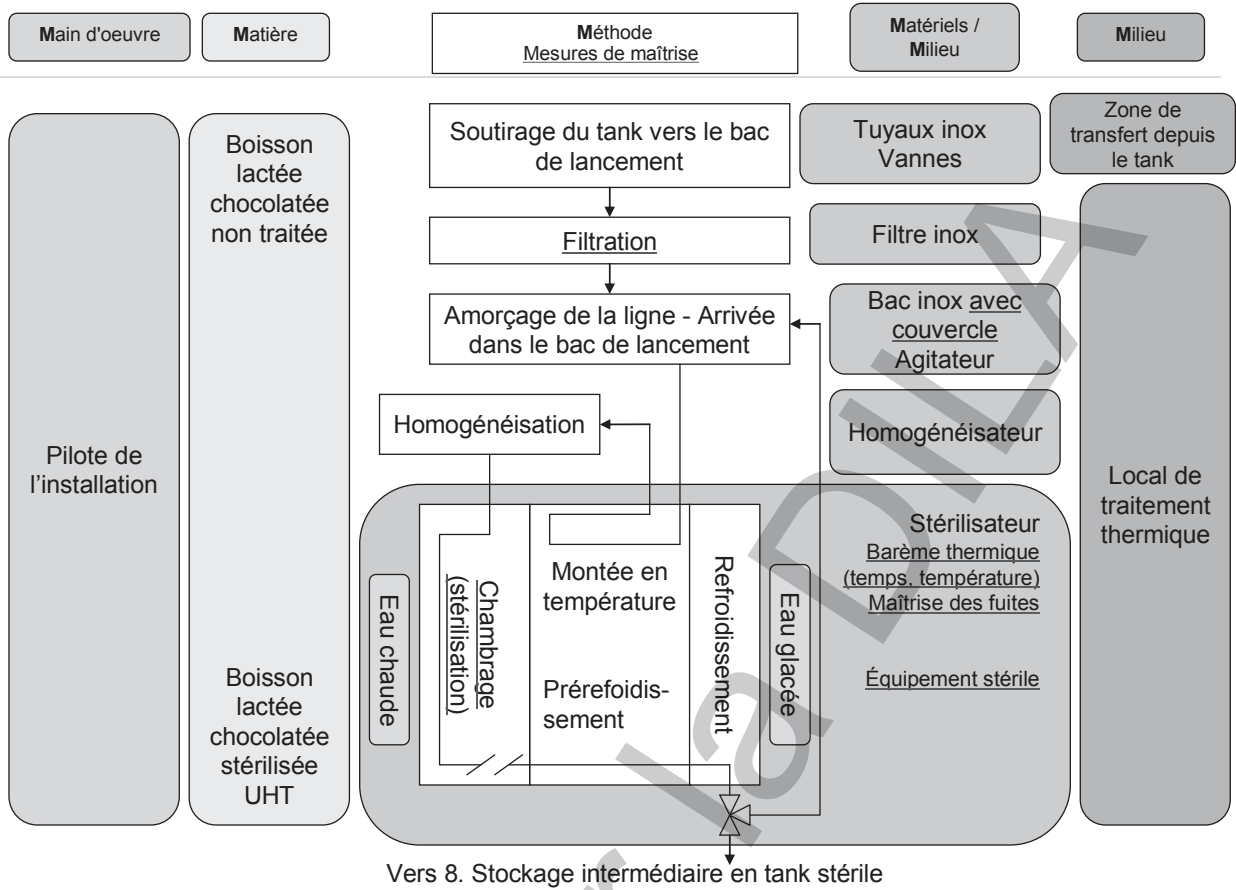 Main d'oeuvre
Matière
Méthode
Mesures de maîtrise
Matériels /
Milieu
Milieu
Soutirage du tank vers le bac
de lancement
Tuyaux inox
Vannes
Zone de
transfert depuis
le tank
Boisson
lactée
chocolatée
non traitée
Filtration
Filtre inox
Amorçage de la ligne - Arrivée
dans le bac de lancement
Bac inox avec
couvercle
Agitateur
Homogénéisation
Homogénéisateur
Pilote de
l'installation
Local de
traitement
thermique
Stérilisateur
Barème thermique
(temps, température)
Maîtrise des fuites
Équipement stérile
Eau chaude
Chambrage
(stérilisation)
Montée en
température
Prérefoidis-
sement
Refroidissement
Eau glacée
Boisson
lactée
chocolatée
stérilisée
UHT
Vers 8. Stockage intermédiaire en tank stérile
r la DILA